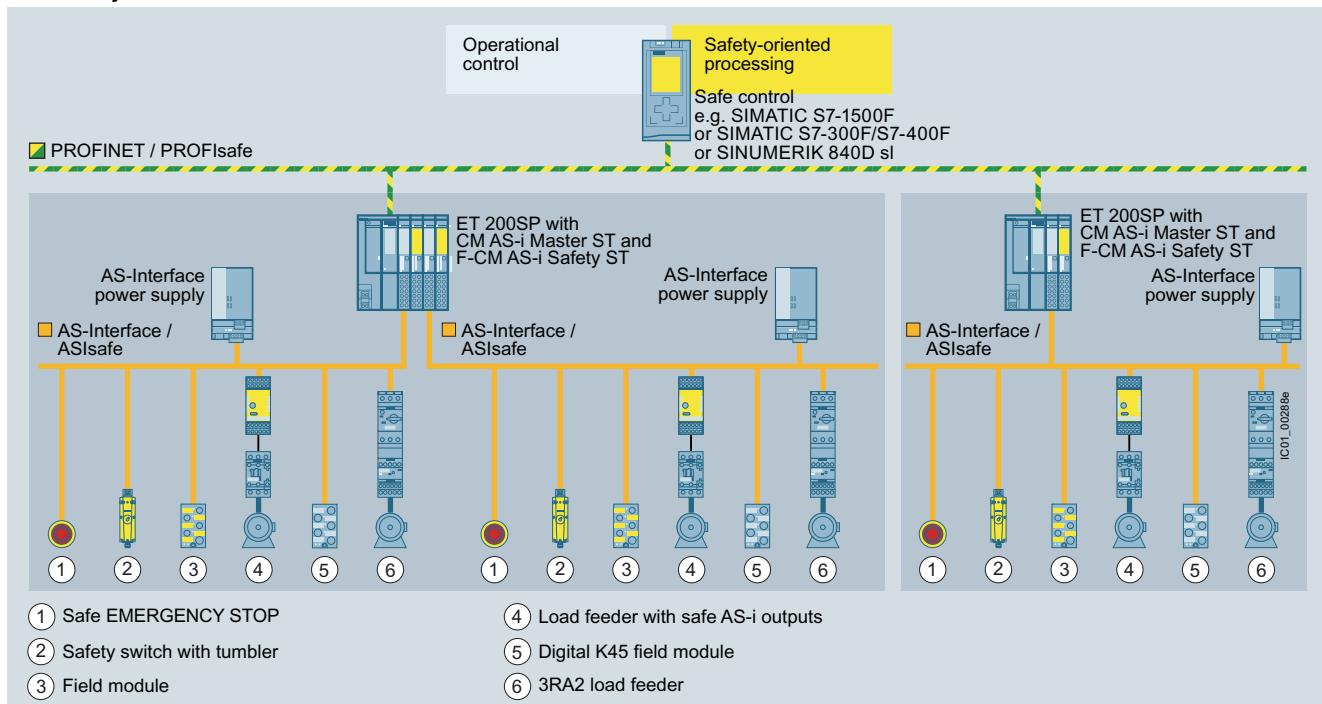 Operational
control
Safety-oriented
processing
Safe control
e.g. SIMATIC S7-1500F
or SIMATIC S7-300F/S7-400F
or SINUMERIK 840D sl
PROFINET / PROFIsafe
ET 200SP with
CM AS-i Master ST and
F-CM AS-i Safety ST
AS-Interface
power supply
AS-Interface
power supply
AS-Interface /
ASIsafe
AS-Interface /
ASIsafe
ET 200SP with
CM AS-i Master ST and
F-CM AS-i Safety ST
AS-Interface
power supply
AS-Interface /
ASIsafe
IC01_00288e
1 2 3 4 5 6
1 2 3 4 5 6
1 2 3 4 5 6
1 Safe EMERGENCY STOP
2 Safety switch with tumbler
3 Field module
4 Load feeder with safe AS-i outputs
5 Digital K45 field module
6 3RA2 load feeder